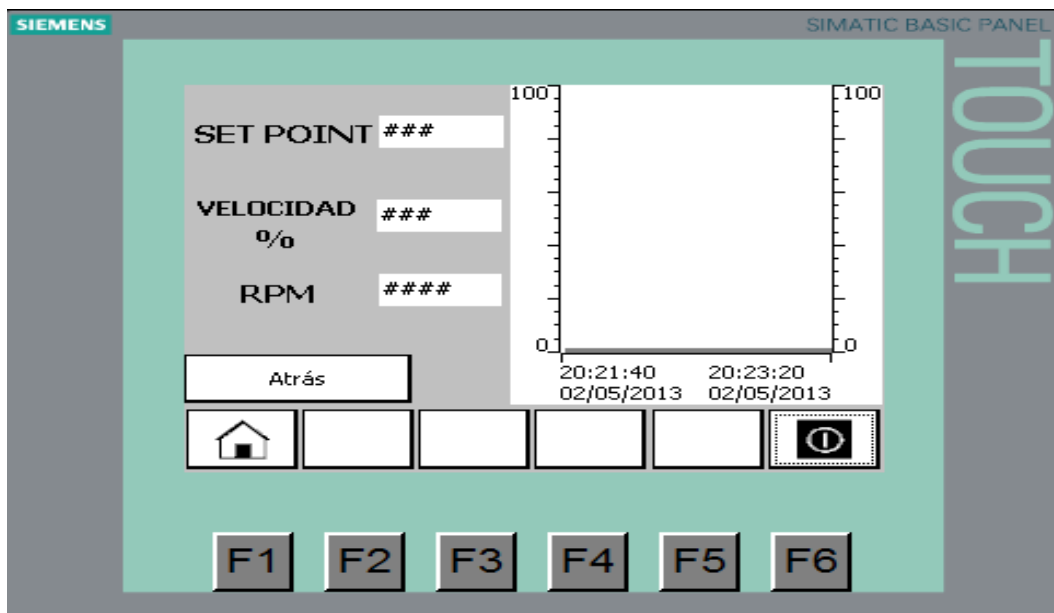 SIEMENS
SIMATIC BASIC PANEL
TOUCH
SET POINT ###
VELOCIDAD
%
###
RPM ####
100
100
0
0
20:21:40 20:23:20
02/05/2013 02/05/2013
Atrás
F1 F2 F3 F4 F5 F6